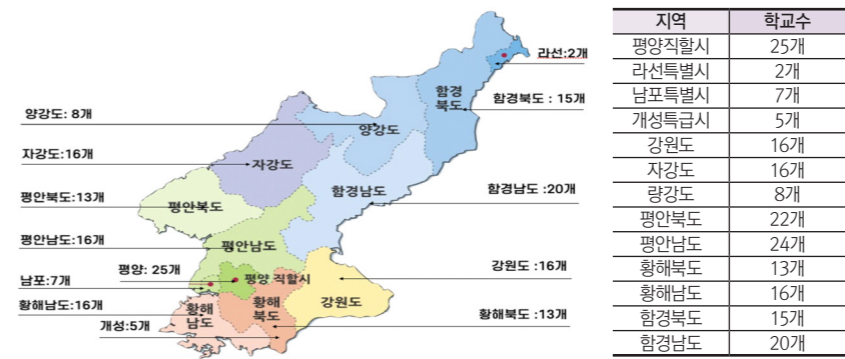 라선:2개
함경북도 : 15개
함경
북도
양강도: 8개
양강도
자강도:16개
자강도
함경남도 :20개
함경남도
평안북도:13개
평안북도
평안남도:16개
평안남도
강원도 :16개
평양: 25개
평양 직할시
남포:7개
황해남도:16개
황해
남도
황해
북도
강원도
황해북도 :13개
개성:5개
지역 학교수
평양직할시 25개
라선특별시 2개
남포특별시 7개
개성특급시 5개
강원도 16개
자강도 16개
량강도 8개
평안북도 22개
평안남도 24개
황해북도 13개
황해남도 16개
함경북도 15개
함경남도 20개